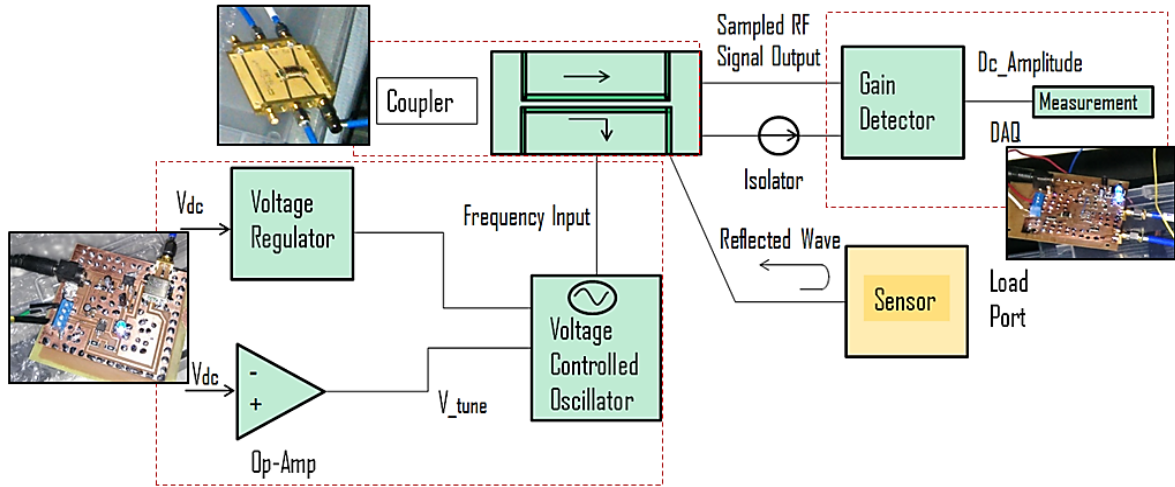 Sampled RF
Signal Output
Coupler
Gain
Detector
Dc_Amplitude
Measurement
DAQ
Isolator
Vdc
Voltage
Regulator
Frequency Input
Reflected Wave
Sensor
Load
Port
Voltage
Controlled
Oscillator
Vdc
-
+
V_tune
Op-Amp